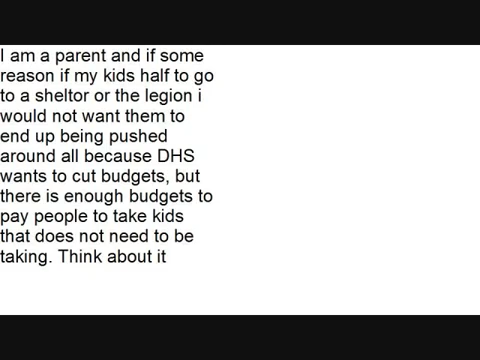 I am a parent and if some
reason if my kids half to go
to a sheltor or the legion i
would not want them to
end up being pushed
around all because DHS
wants to cut budgets, but
there is enough budgets to
pay people to take kids
that does not need to be
taking. Think about it